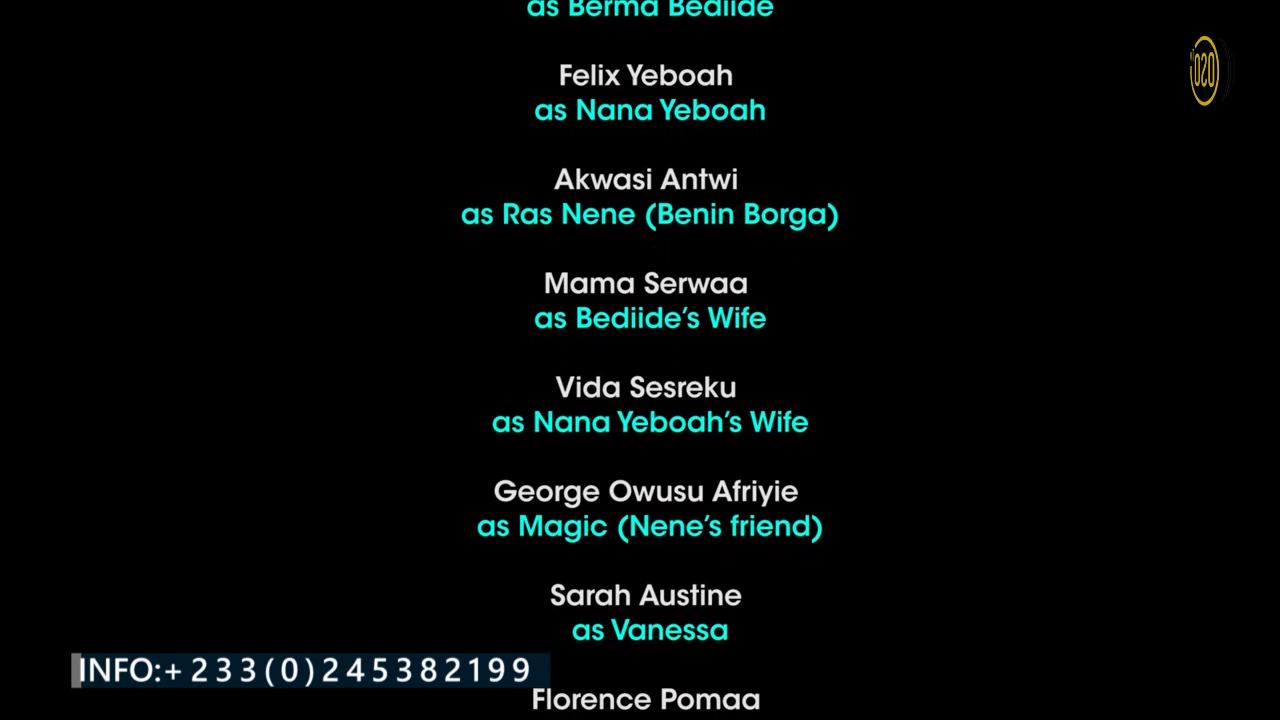 as Berma Bediide
Felix Yeboah
as Nana Yeboah
Akwasi Antwi
as Ras Nene (Benin Borga)
Mama Serwaa
as Bediide's Wife
Vida Sesreku
as Nana Yeboah's Wife
George Owusu Afriyie
as Magic (Nene's friend)
Sarah Austine
as Vanessa
INFO:+233(0)245382199
Florence Pomaa